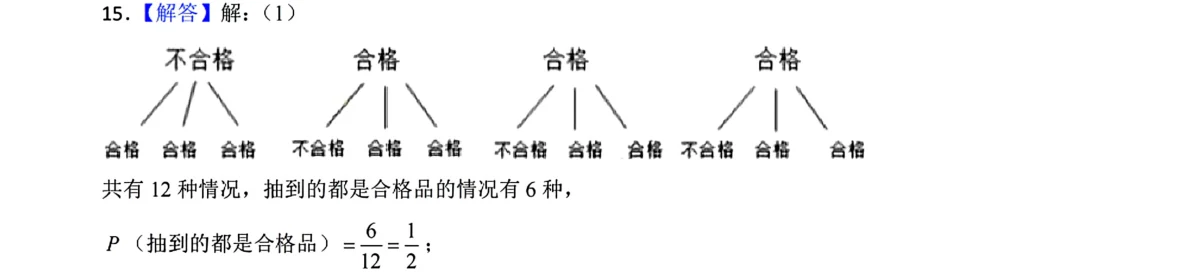 15.【解答】解:(1)
不合格 合格 合格 合格
合格 合格 合格 不合格 合格 合格 不合格 合格 合格 不合格 合格 合格
共有 12 种情况，抽到的都是合格品的情况有 6 种，
P（抽到的都是合格品）= 6/12 = 1/2；